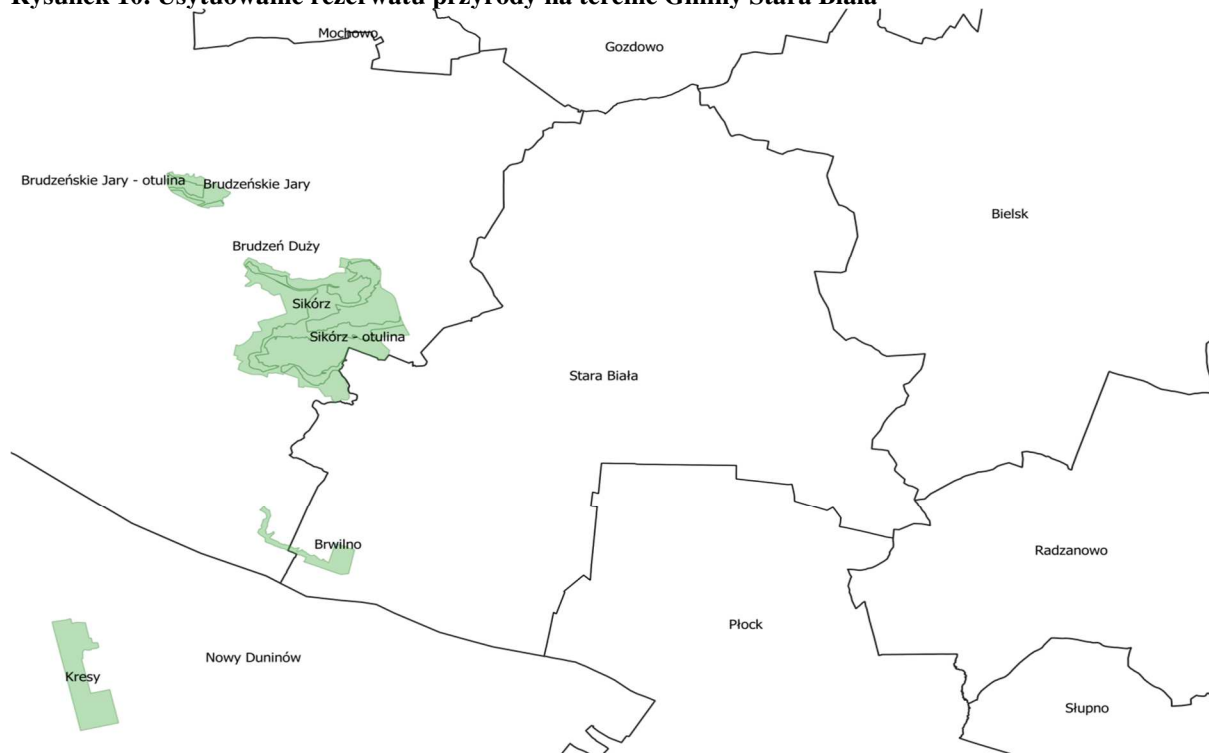 Rysunek 10. Usytuowanie rezerwatu przyrody na terenie Gminy Stara Biała
Mochowo
Gozdowo
Brudzeńskie Jary - otulina
Brudzeńskie Jary
Bielsk
Brudzeń Duży
Sikórz
Sikórz - otulina
Stara Biała
Brwilno
Radzanowo
Płock
Nowy Duninów
Kresy
Słupno